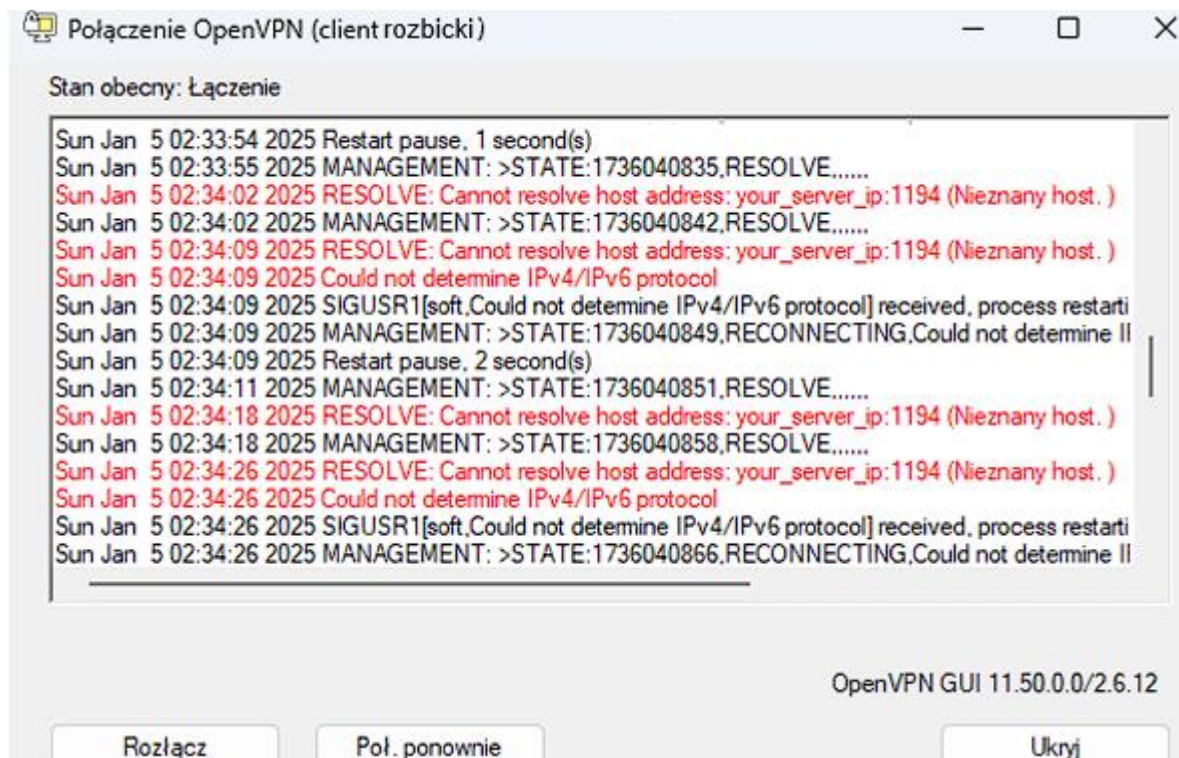 Połączenie OpenVPN (client rozbicki)
Stan obecny: Łączenie
Sun Jan 5 02:33:54 2025 Restart pause, 1 second(s)
Sun Jan 5 02:33:55 2025 MANAGEMENT: >STATE:1736040835,RESOLVE,,,,,,
Sun Jan 5 02:34:02 2025 RESOLVE: Cannot resolve host address: your_server_ip:1194 (Nieznany host. )
Sun Jan 5 02:34:02 2025 MANAGEMENT: >STATE:1736040842,RESOLVE,,,,,,
Sun Jan 5 02:34:09 2025 RESOLVE: Cannot resolve host address: your_server_ip:1194 (Nieznany host. )
Sun Jan 5 02:34:09 2025 Could not determine IPv4/IPv6 protocol
Sun Jan 5 02:34:09 2025 SIGUSR1[soft,Could not determine IPv4/IPv6 protocol] received, process restarti
Sun Jan 5 02:34:09 2025 MANAGEMENT: >STATE:1736040849,RECONNECTING,Could not determine II
Sun Jan 5 02:34:09 2025 Restart pause, 2 second(s)
Sun Jan 5 02:34:11 2025 MANAGEMENT: >STATE:1736040851,RESOLVE,,,,,,
Sun Jan 5 02:34:18 2025 RESOLVE: Cannot resolve host address: your_server_ip:1194 (Nieznany host. )
Sun Jan 5 02:34:18 2025 MANAGEMENT: >STATE:1736040858,RESOLVE,,,,,,
Sun Jan 5 02:34:26 2025 RESOLVE: Cannot resolve host address: your_server_ip:1194 (Nieznany host. )
Sun Jan 5 02:34:26 2025 Could not determine IPv4/IPv6 protocol
Sun Jan 5 02:34:26 2025 SIGUSR1[soft,Could not determine IPv4/IPv6 protocol] received, process restarti
Sun Jan 5 02:34:26 2025 MANAGEMENT: >STATE:1736040866,RECONNECTING,Could not determine II
OpenVPN GUI 11.50.0.0/2.6.12
Rozłącz
Poł. ponownie
Ukryj